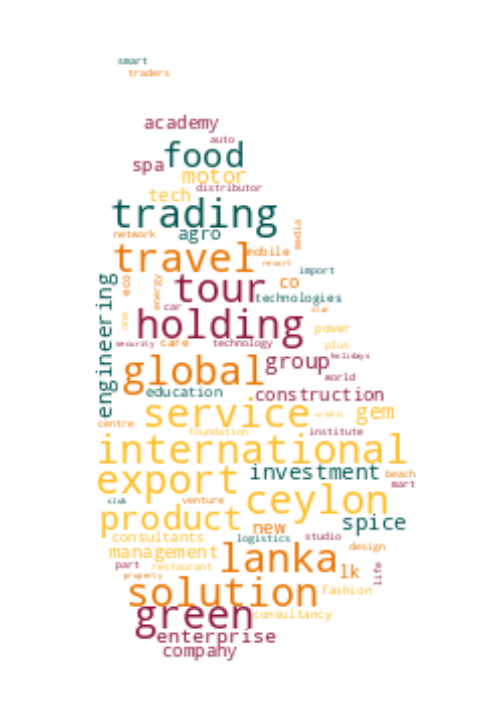 smart
traders
academy
auto
food
spa
motor
distributor
tech
trading
agro
network
media
travel
mobile
resort
import
engineering
eco
energy
tour
co
technologies
car
star
one
holding
power
security
care
technology
plus
global
group
holidays
world
education
construction
service
gem
credit
centre
foundation
institute
international
export
investment
beach
mart
ceylon
club
venture
product
new
spice
consultants
logistics
studio
management
design
lanka
part
restaurant
lk
life
property
solution
fashion
green
consultancy
enterprise
company